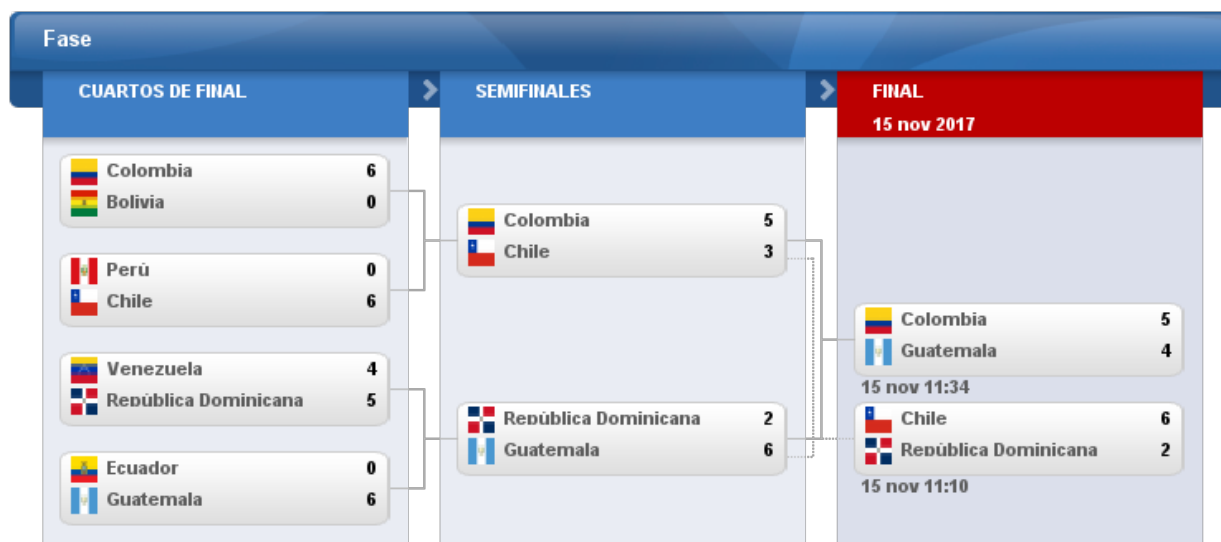 Fase
CUARTOS DE FINAL
SEMIFINALES
FINAL
15 nov 2017
Colombia 6
Bolivia 0
Perú 0
Chile 6
Venezuela 4
República Dominicana 5
Ecuador 0
Guatemala 6
Colombia 5
Chile 3
República Dominicana 2
Guatemala 6
Colombia 5
Guatemala 4
15 nov 11:34
Chile 6
República Dominicana 2
15 nov 11:10